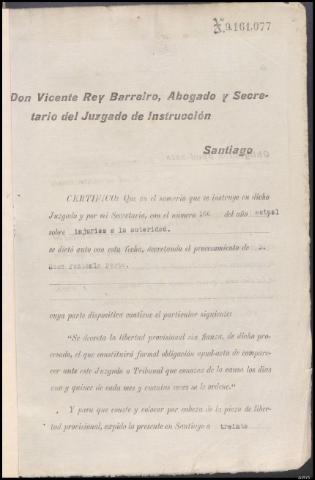 Nº 9.161.077
Don Vicente Rey Barreiro, Abogado y Secre-
tario del Juzgado de Instrucción
Santiago
CERTIFICO: Que en el sumario que se instruye en dicho
Juzgado y por mi Secretaría, con el número 166 del año actual
sobre injurias a la autoridad.
se dictó auto con esta fecha, decretando el procesamiento de
cuya parte dispositiva contiene el particular siguiente:
"Se decreta la libertad provisional sin fianza, de dicho pro-
cesado, el que constituirá formal obligación apud-acta de compare-
cer ante este Juzgado o Tribunal que conozca de la causa los días
uno y quince de cada mes y cuantas veces se le ordene."
Y para que conste y colocar por cabeza de la pieza de liber-
tad provisional, expido la presente en Santiago a treinta